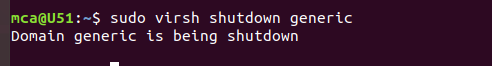 mca@U51:~$ sudo virsh shutdown generic
Domain generic is being shutdown